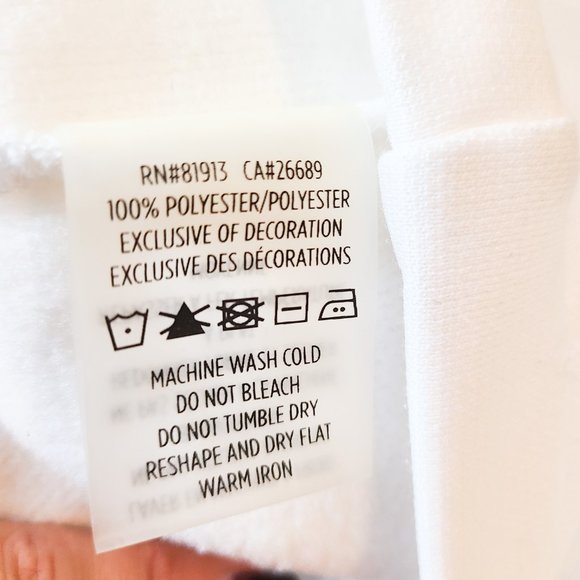 RN#81913 CA#26689
100% POLYESTER/POLYESTER
EXCLUSIVE OF DECORATION
EXCLUSIVE DES DÉCORATIONS
MACHINE WASH COLD
DO NOT BLEACH
DO NOT TUMBLE DRY
RESHAPE AND DRY FLAT
WARM IRON